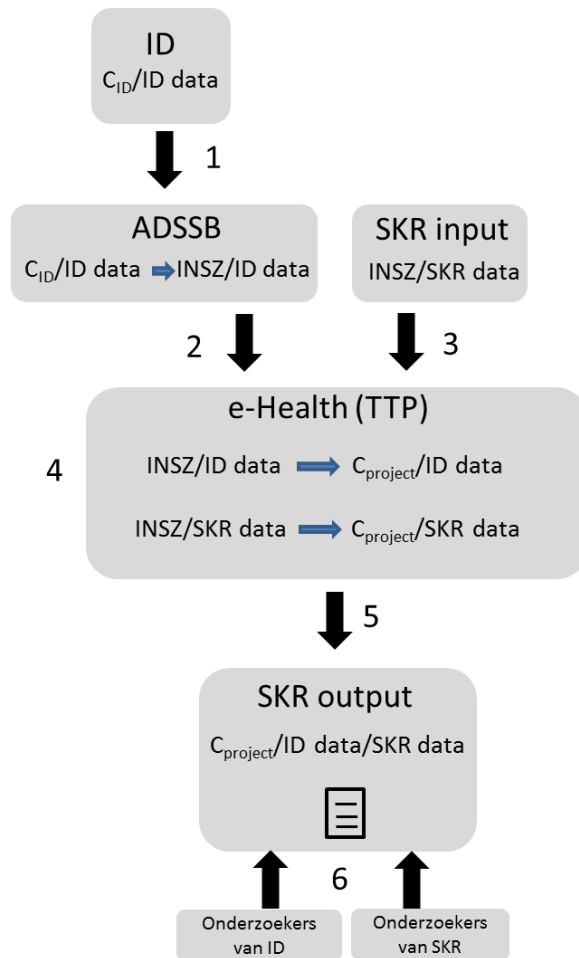 ID
C_ID/ID data
1
ADSSB
C_ID/ID data INSZ/ID data
SKR input
INSZ/SKR data
2
3
e-Health (TTP)
4
INSZ/ID data C_project/ID data
INSZ/SKR data C_project/SKR data
5
SKR output
C_project/ID data/SKR data
6
Onderzoekers
van ID
Onderzoekers
van SKR